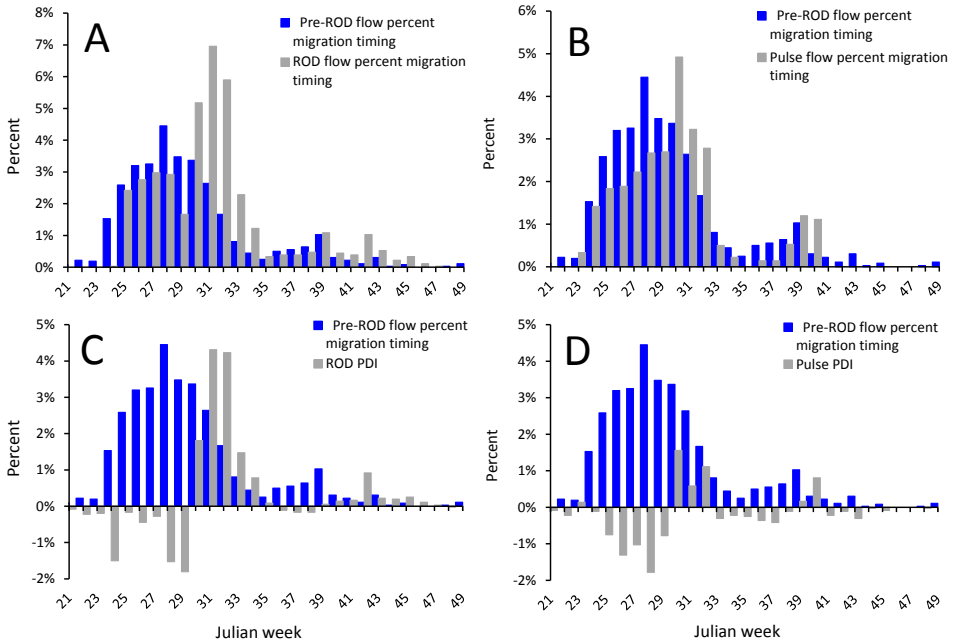 8%
7%
6%
5%
4%
3%
2%
1%
0%
Percent
A
Pre-ROD flow percent
migration timing
ROD flow percent migration
timing
21 23 25 27 29 31 33 35 37 39 41 43 45 47 49
6%
5%
4%
3%
2%
1%
0%
Percent
B
Pre-ROD flow percent
migration timing
Pulse flow percent migration
timing
21 23 25 27 29 31 33 35 37 39 41 43 45 47 49
5%
4%
3%
2%
1%
0%
-1%
-2%
Percent
C
Pre-ROD flow percent
migration timing
ROD PDI
21 23 25 27 29 31 33 35 37 39 41 43 45 47 49
Julian week
5%
4%
3%
2%
1%
0%
-1%
-2%
Percent
D
Pre-ROD flow percent
migration timing
Pulse PDI
21 23 25 27 29 31 33 35 37 39 41 43 45 47 49
Julian week